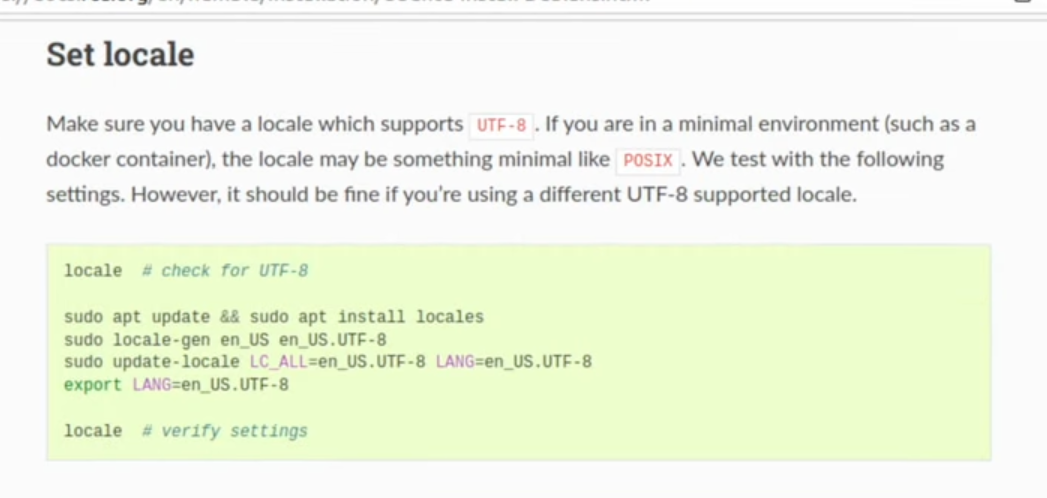 Set locale
Make sure you have a locale which supports UTF-8 . If you are in a minimal environment (such as a
docker container), the locale may be something minimal like POSIX . We test with the following
settings. However, it should be fine if you're using a different UTF-8 supported locale.
locale # check for UTF-8
sudo apt update && sudo apt install locales
sudo locale-gen en_US en_US.UTF-8
sudo update-locale LC_ALL=en_US.UTF-8 LANG=en_US.UTF-8
export LANG=en_US.UTF-8
locale # verify settings